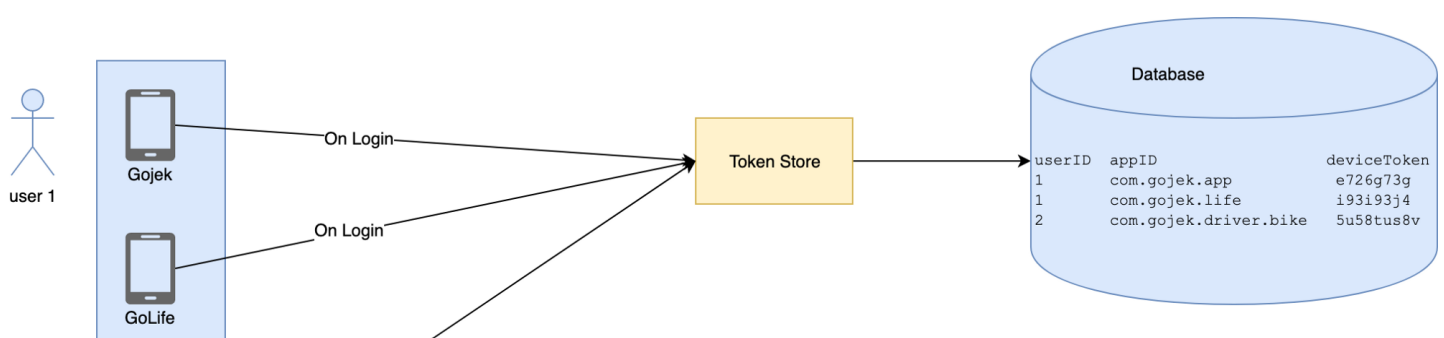 user 1
Gojek
GoLife
On Login
On Login
Token Store
Database
userID appID deviceToken
1 com.gojek.app e726g73g
1 com.gojek.life i93i93j4
2 com.gojek.driver.bike 5u58tus8v